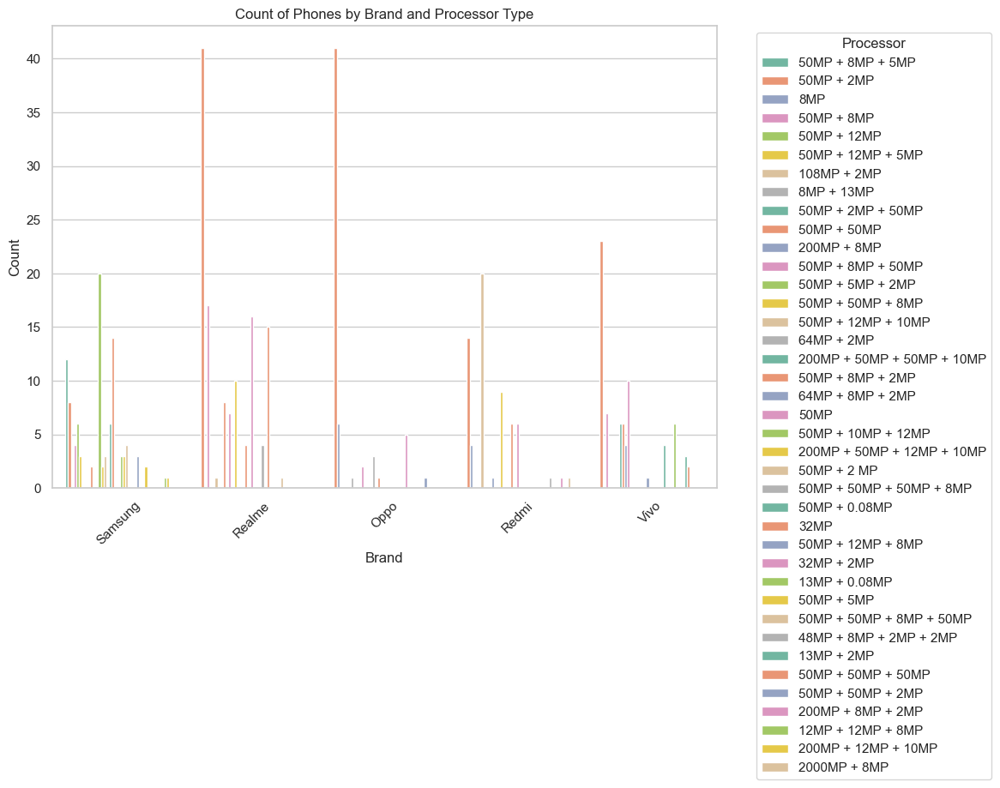 Count of Phones by Brand and Processor Type
Count
40
35
30
25
20
15
10
5
0
Samsung
Realme
Oppo
Redmi
Vivo
Brand
Processor
50MP + 8MP + 5MP
50MP + 2MP
8MP
50MP + 8MP
50MP + 12MP
50MP + 12MP + 5MP
108MP + 2MP
8MP + 13MP
50MP + 2MP + 50MP
50MP + 50MP
200MP + 8MP
50MP + 8MP + 50MP
50MP + 5MP + 2MP
50MP + 50MP + 8MP
50MP + 12MP + 10MP
64MP + 2MP
200MP + 50MP + 50MP + 10MP
50MP + 8MP + 2MP
64MP + 8MP + 2MP
50MP
50MP + 10MP + 12MP
200MP + 50MP + 12MP + 10MP
50MP + 2 MP
50MP + 50MP + 50MP + 8MP
50MP + 0.08MP
32MP
50MP + 12MP + 8MP
32MP + 2MP
13MP + 0.08MP
50MP + 5MP
50MP + 50MP + 8MP + 50MP
48MP + 8MP + 2MP + 2MP
13MP + 2MP
50MP + 50MP + 50MP
50MP + 50MP + 2MP
200MP + 8MP + 2MP
12MP + 12MP + 8MP
200MP + 12MP + 10MP
2000MP + 8MP